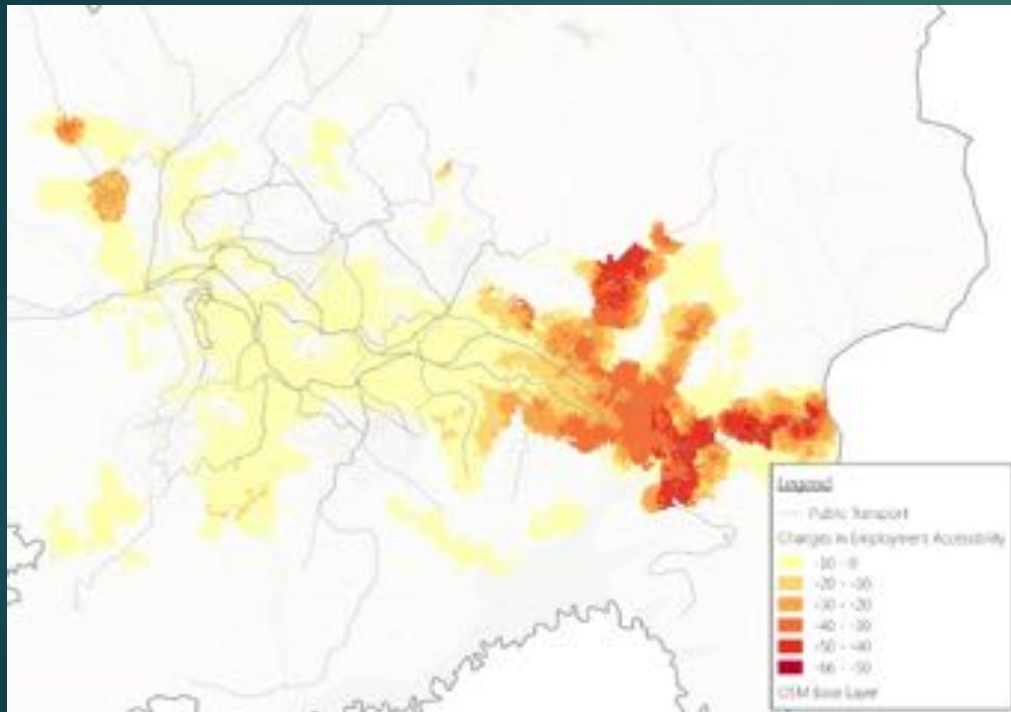 Legend
Public Transport
Changes in Employment Accessibility
-10 - 0
-20 - -10
-30 - -20
-40 - -30
-50 - -40
-66 - -50
OSM Base Layer